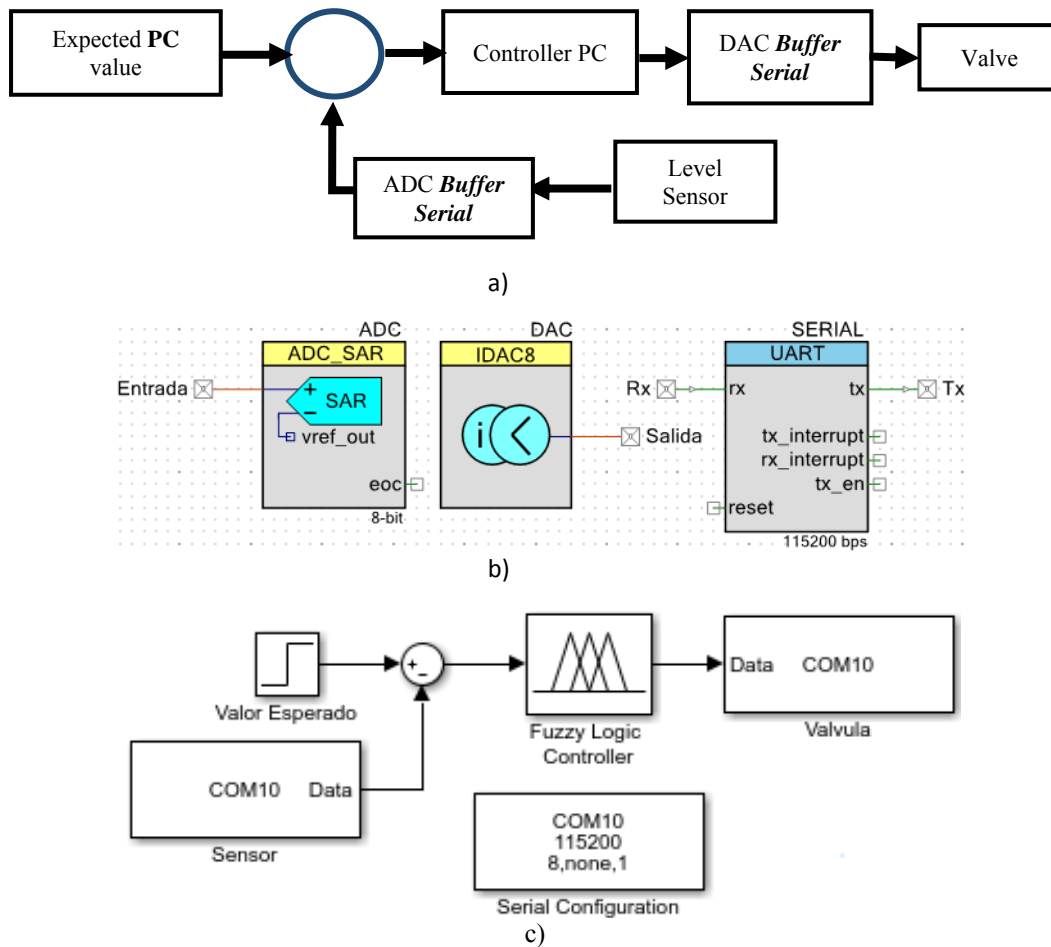 Expected PC
value
Controller PC
DAC Buffer
Serial
Valve
ADC Buffer
Serial
Level
Sensor
a)
ADC
DAC
SERIAL
ADC_SAR
IDAC8
UART
Entrada
SAR
vref_out
eoc
8-bit
i
Salida
Rx
rx
tx
Tx
tx_interrupt
rx_interrupt
tx_en
reset
115200 bps
b)
+
-
Valor Esperado
Fuzzy Logic
Controller
Data COM10
Valvula
COM10 Data
Sensor
COM10
115200
8,none,1
Serial Configuration
c)